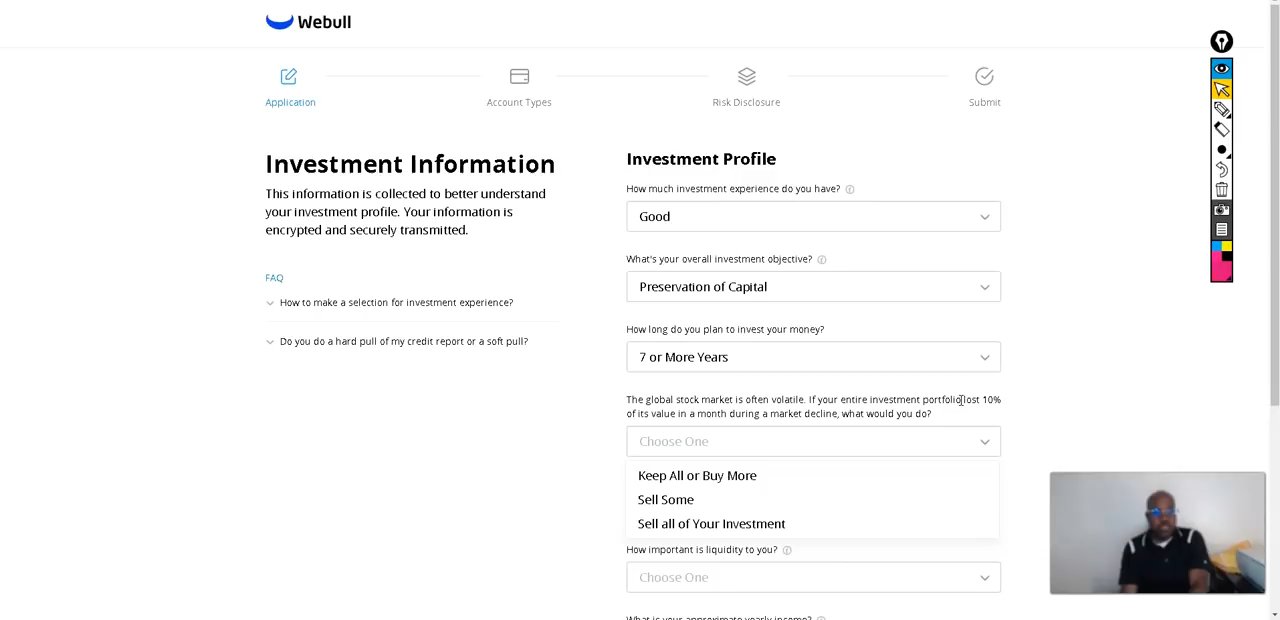 Webull
Application
Account Types
Risk Disclosure
Submit
Investment Information
This information is collected to better understand
your investment profile. Your information is
encrypted and securely transmitted.
FAQ
How to make a selection for investment experience?
Do you do a hard pull of my credit report or a soft pull?
Investment Profile
How much investment experience do you have?
Good
What's your overall investment objective?
Preservation of Capital
How long do you plan to invest your money?
7 or More Years
The global stock market is often volatile. If your entire investment portfolio lost 10%
of its value in a month during a market decline, what would you do?
Choose One
Keep All or Buy More
Sell Some
Sell all of Your Investment
How important is liquidity to you?
Choose One
What is your approximate yearly income?